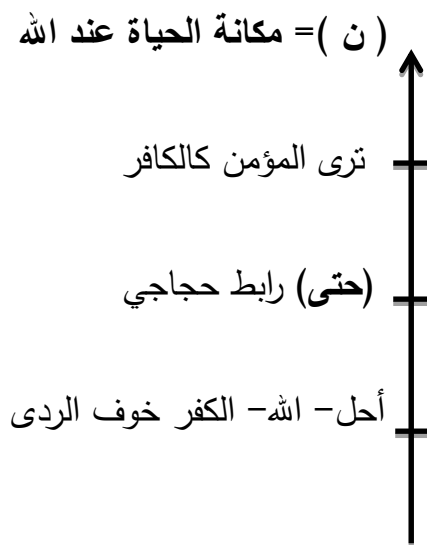 ( ن )= مكانة الحياة عند الله
ترى المؤمن كالكافر
(حتى) رابط حجاجي
أحل– الله– الكفر خوف الردى